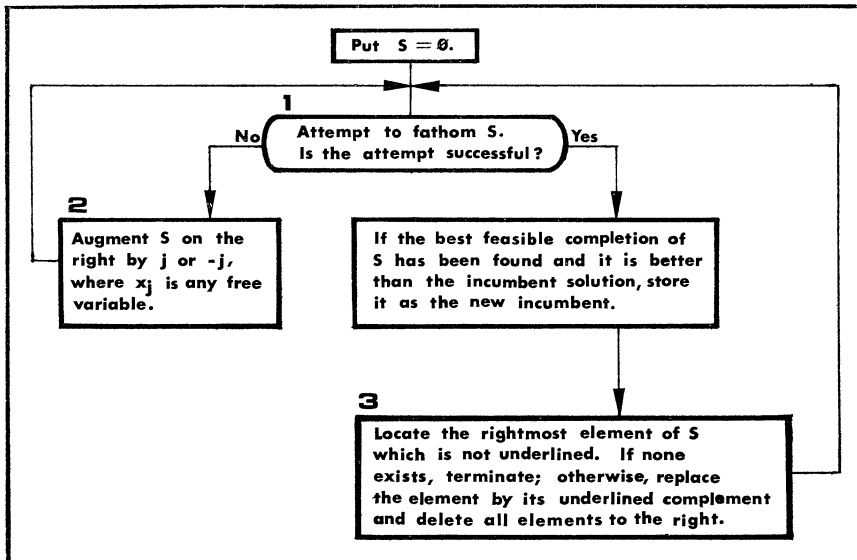 Put S = Ø.
1
Attempt to fathom S.
Is the attempt successful?
No
Yes
2
Augment S on the
right by j or -j,
where xj is any free
variable.
If the best feasible completion of
S has been found and it is better
than the incumbent solution, store
it as the new incumbent.
3
Locate the rightmost element of S
which is not underlined. If none
exists, terminate; otherwise, replace
the element by its underlined complement
and delete all elements to the right.